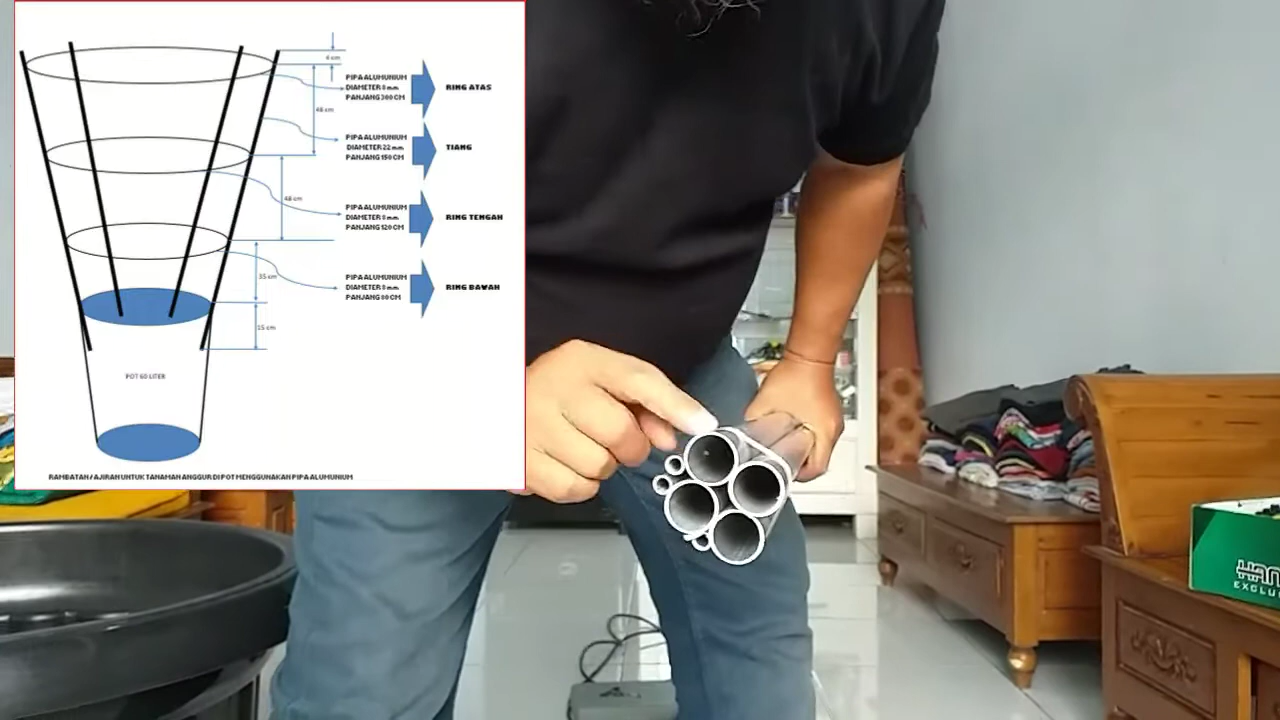 4 cm
PIPA ALUMUNIUM
DIAMETER 8 mm
PANJANG 300 CM
RING ATAS
48 cm
PIPA ALUMUNIUM
DIAMETER 22 mm
PANJANG 150 CM
TIANG
48 cm
PIPA ALUMUNIUM
DIAMETER 8 mm
PANJANG 120 CM
RING TENGAH
35 cm
PIPA ALUMUNIUM
DIAMETER 8 mm
PANJANG 80 CM
RING BAWAH
15 cm
POT 60 LITER
RAMBATAN / AJIRAN UNTUK TANAMAN ANGGUR DI POT MENGGUNAKAN PIPA ALUMUNIUM